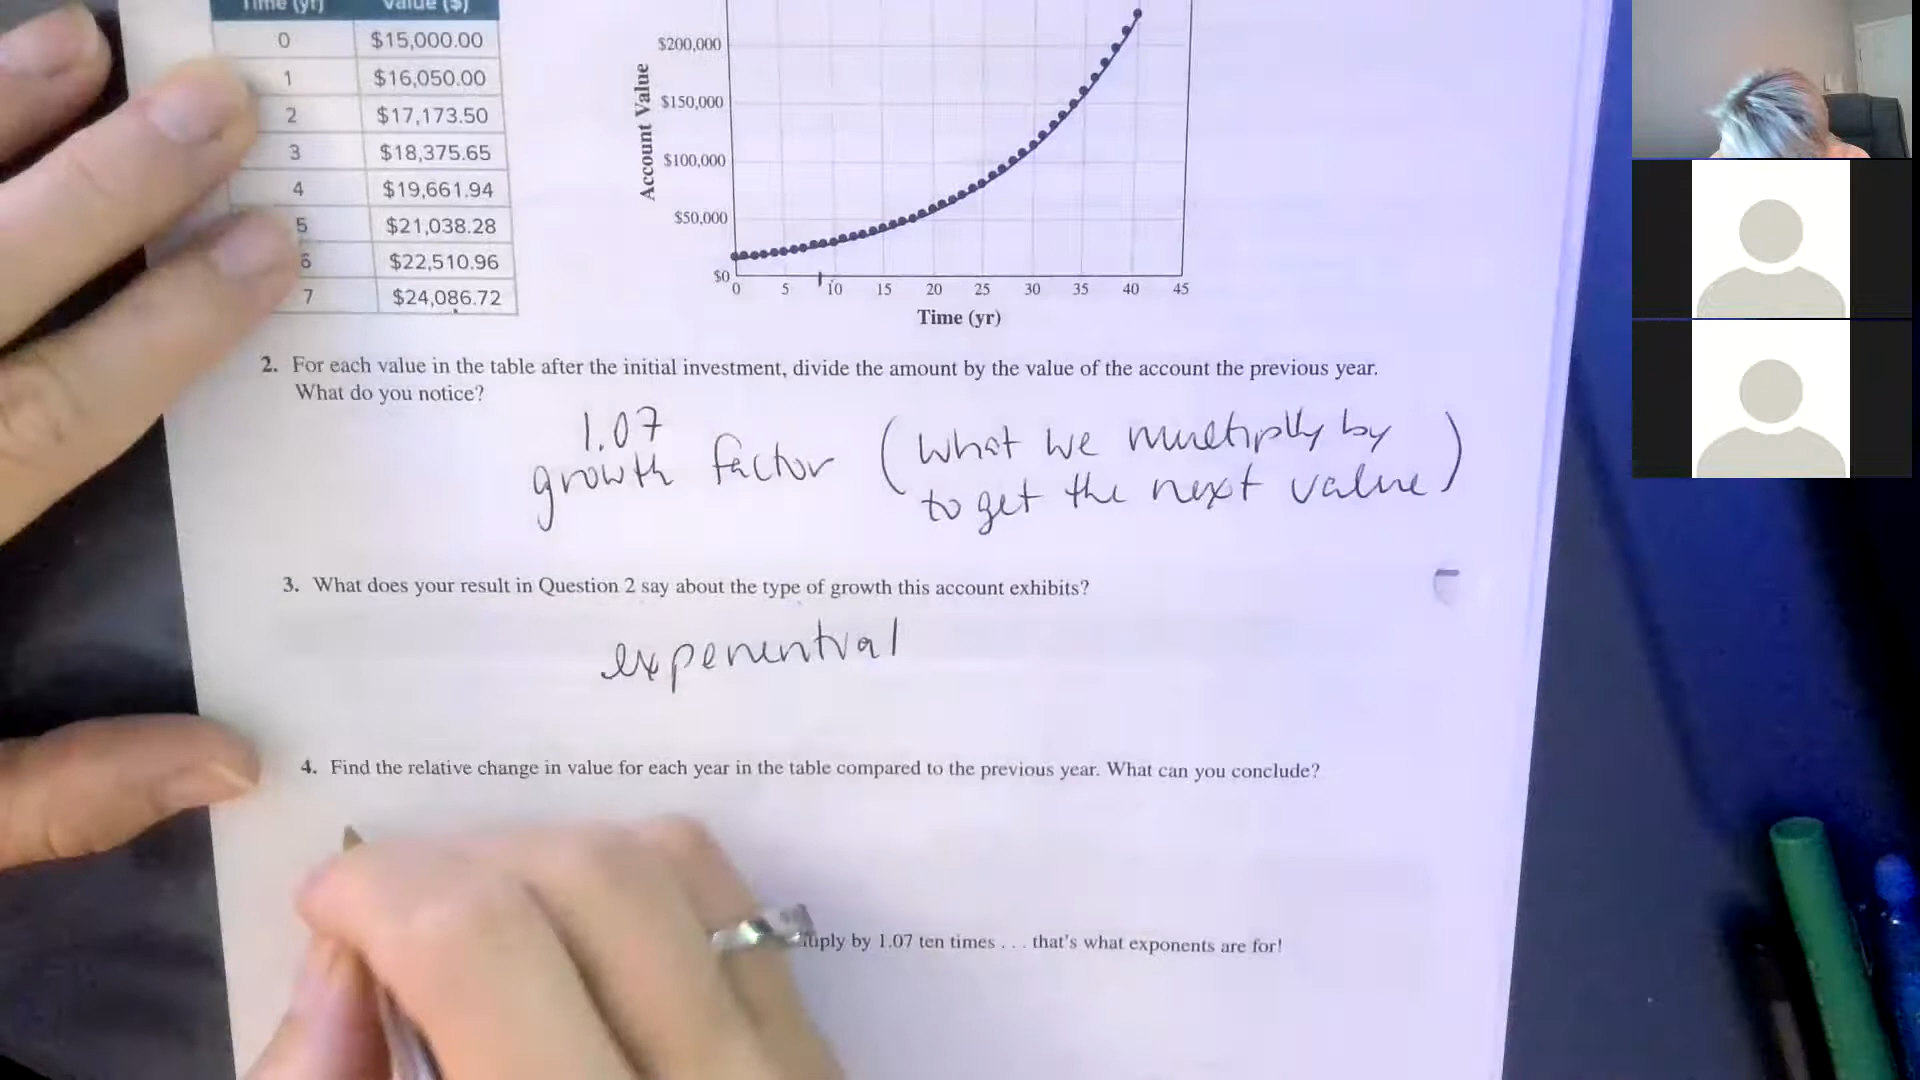 Time (yr) Value ($)
0 $15,000.00
1 $16,050.00
2 $17,173.50
3 $18,375.65
4 $19,661.94
5 $21,038.28
6 $22,510.96
7 $24,086.72
Account Value
$200,000
$150,000
$100,000
$50,000
$0
0 5 10 15 20 25 30 35 40 45
Time (yr)
2. For each value in the table after the initial investment, divide the amount by the value of the account the previous year.
What do you notice?
1.07
growth factor (what we multiply by
to get the next value)
3. What does your result in Question 2 say about the type of growth this account exhibits?
exponential
4. Find the relative change in value for each year in the table compared to the previous year. What can you conclude?
by 1.07 ten times . . . that's what exponents are for!